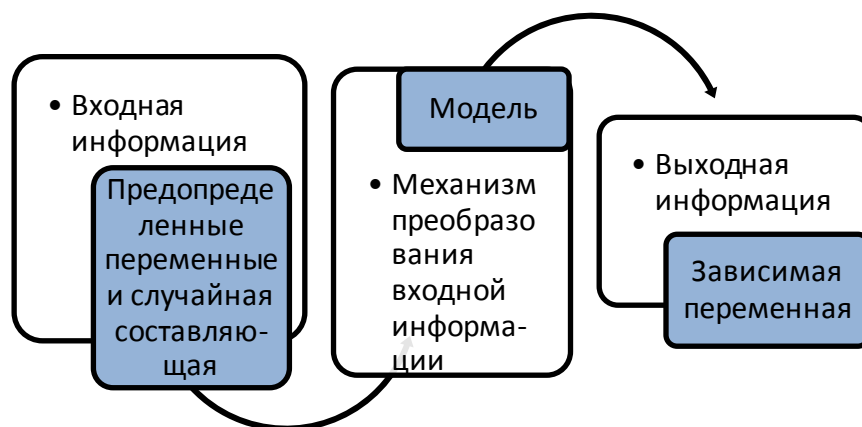 • Входная
информация
Предопреде
ленные
переменные
и случайная
составляю-
щая
Модель
• Механизм
преобразо
вания
входной
информа-
ции
• Выходная
информация
Зависимая
переменная